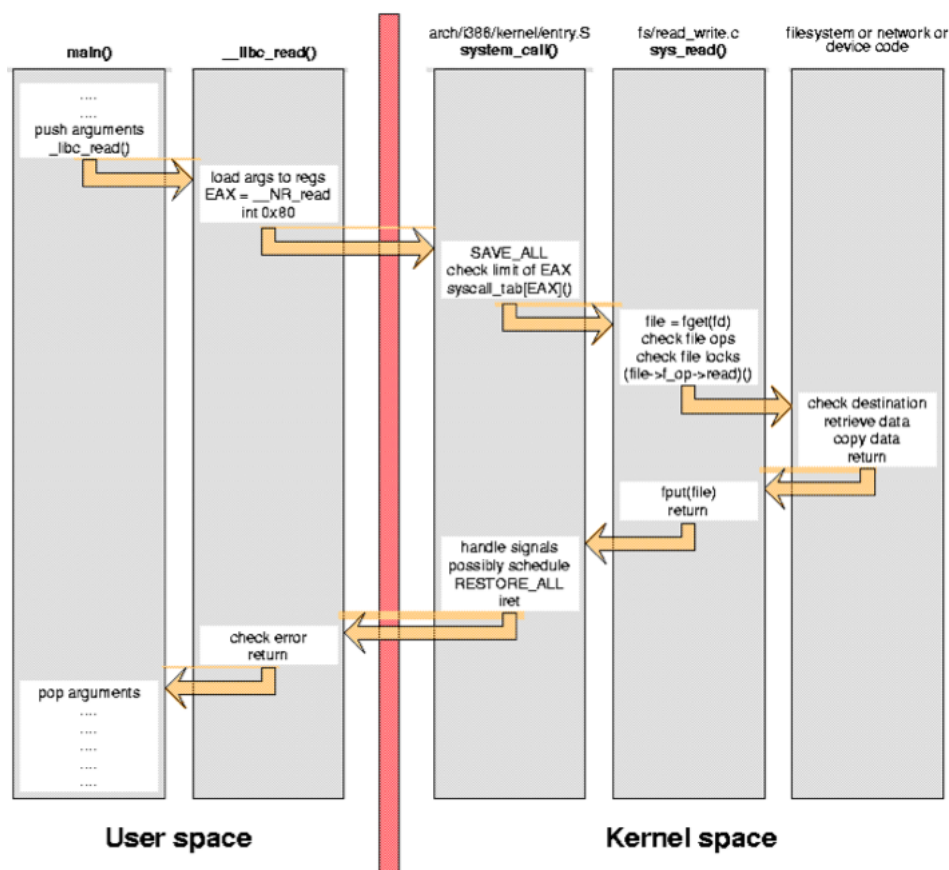 main()
__libc_read()
arch/i386/kernel/entry.S
system_call()
fs/read_write.c
sys_read()
filesystem or network or
device code
....
....
push arguments
_libc_read()
load args to regs
EAX = __NR_read
int 0x80
SAVE_ALL
check limit of EAX
syscall_tab[EAX]()
file = fget(fd)
check file ops
check file locks
(file->f_op->read)()
check destination
retrieve data
copy data
return
fput(file)
return
handle signals
possibly schedule
RESTORE_ALL
iret
check error
return
pop arguments
....
....
....
....
....
User space
Kernel space